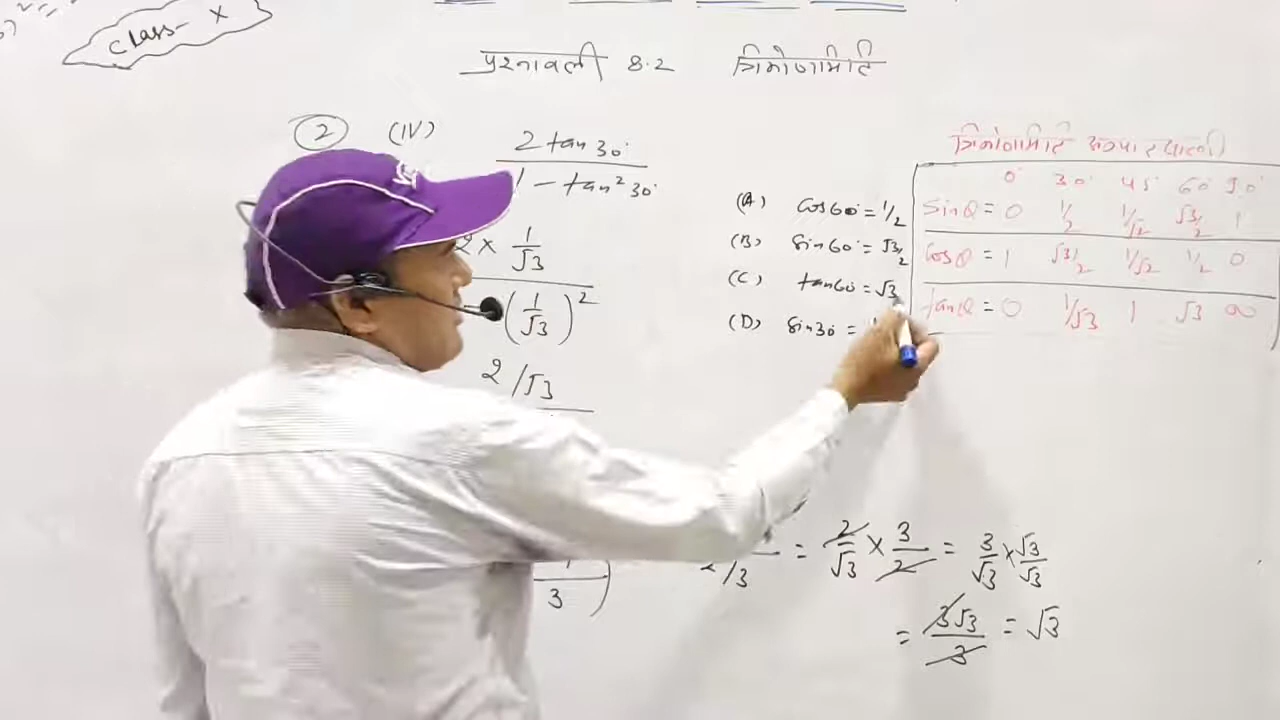 Class- X
प्रश्नावली 8.2 त्रिकोणमिति
(2) (IV) 2 tan 30°
1 - tan² 30°
2 × 1/√3
(1/√3)²
2/√3
3
(A) cos 60° = 1/2
(B) sin 60° = √3/2
(C) tan 60 = √3
(D) sin 30 =
0° 30° 45° 60° 90°
sin θ = 0 1/2 1/√2 √3/2 1
cos θ = 1 √3/2 1/√2 1/2 0
tan θ = 0 1/√3 1 √3 ∞
2/3 = 2/√3 × 3/2 = 3/√3 × √3/√3
= 3√3/3 = √3